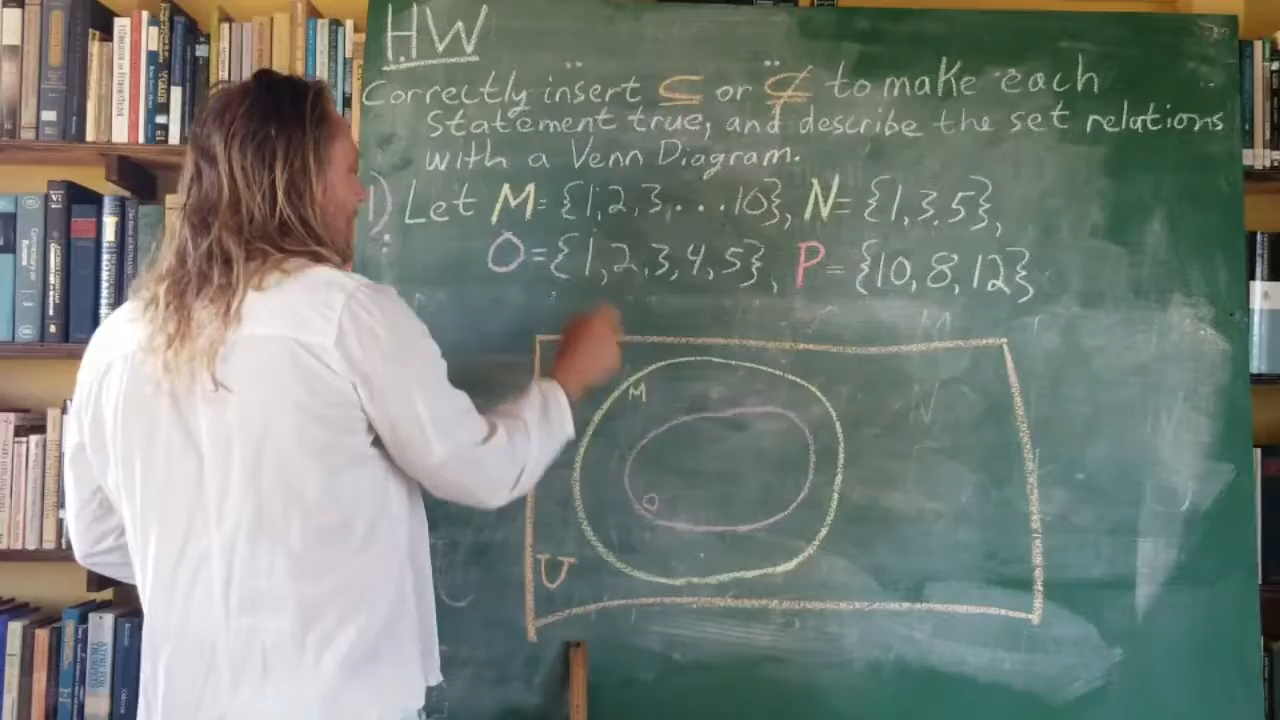 HW
Correctly insert ⊆ or ⊄ to make each
statement true, and describe the set relations
with a Venn Diagram.
1) Let M = {1,2,3,...10}, N = {1,3,5},
O = {1,2,3,4,5}, P = {10,8,12}
M
O
U